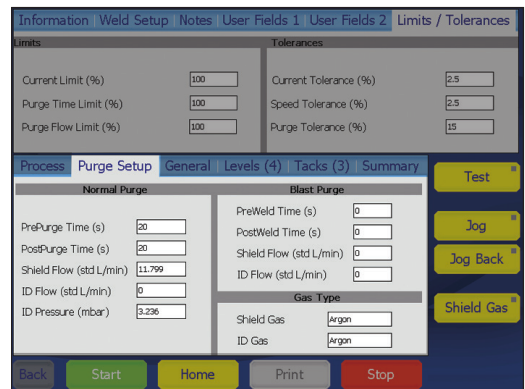 Information Weld Setup Notes User Fields 1 User Fields 2 Limits / Tolerances
Limits
Current Limit (%) 100
Purge Time Limit (%) 100
Purge Flow Limit (%) 100
Tolerances
Current Tolerance (%) 2.5
Speed Tolerance (%) 2.5
Purge Tolerance (%) 15
Process Purge Setup General Levels (4) Tacks (3) Summary
Normal Purge
PrePurge Time (s) 20
PostPurge Time (s) 20
Shield Flow (std L/min) 11.799
ID Flow (std L/min) 0
ID Pressure (mbar) 3.236
Blast Purge
PreWeld Time (s) 0
PostWeld Time (s) 0
Shield Flow (std L/min) 0
ID Flow (std L/min) 0
Gas Type
Shield Gas Argon
ID Gas Argon
Test
Jog
Jog Back
Shield Gas
Back Start Home Print Stop